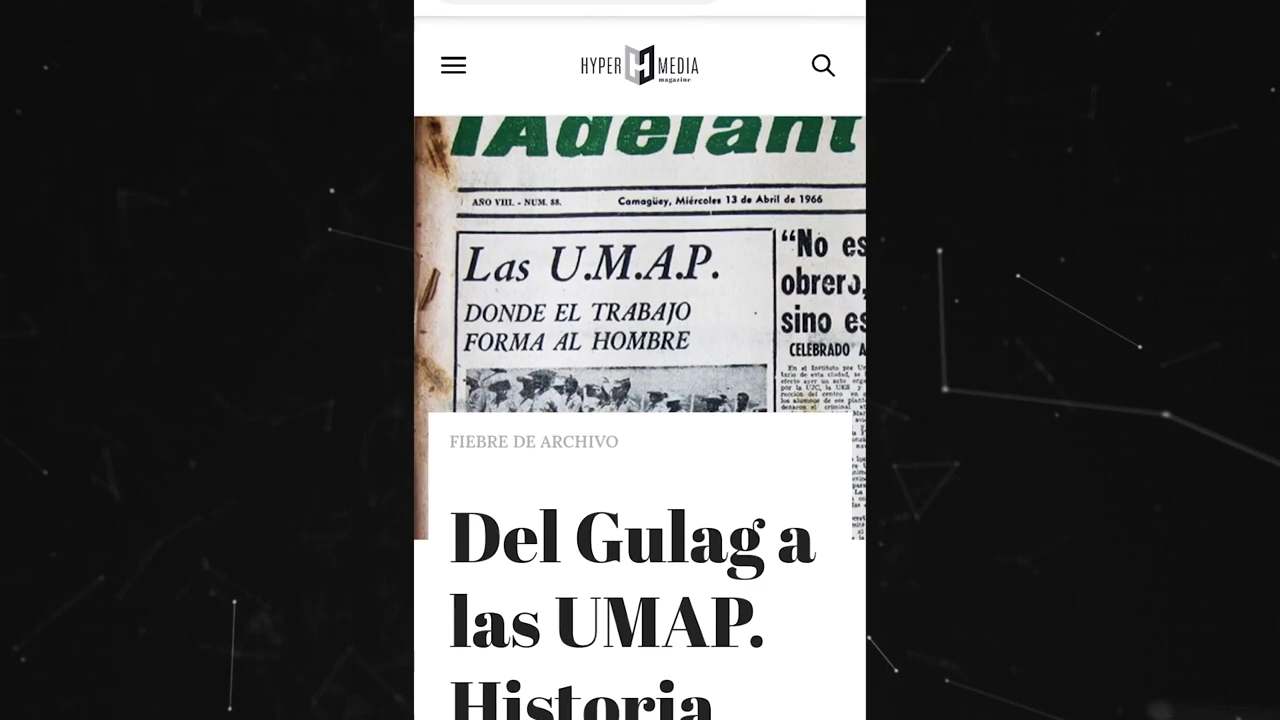 HYPER MEDIA
magazine
¡Adelant
AÑO VIII. - NUM. 88.
Camagüey, Miércoles 13 de Abril de 1966
Las U.M.A.P.
DONDE EL TRABAJO
FORMA AL HOMBRE
“No es
obrero,
sino es
CELEBRADO A
FIEBRE DE ARCHIVO
Del Gulag a
las UMAP.
Historia